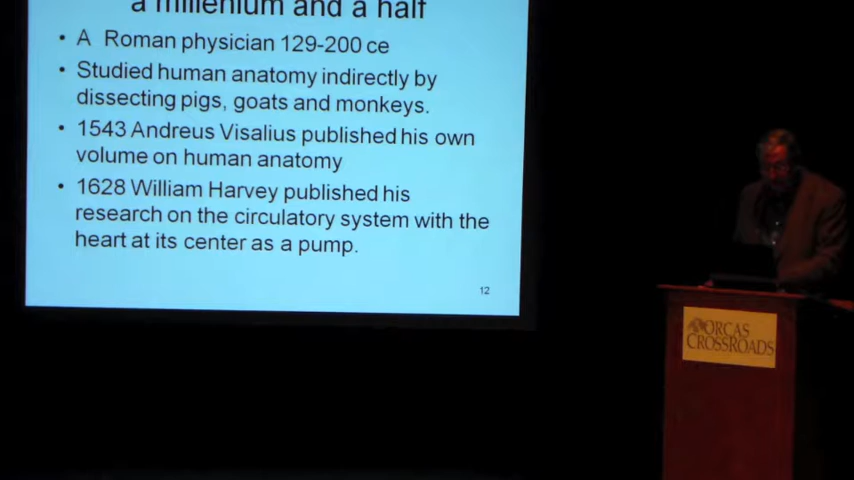 a millenium and a half
• A Roman physician 129-200 ce
• Studied human anatomy indirectly by
dissecting pigs, goats and monkeys.
• 1543 Andreus Visalius published his own
volume on human anatomy
• 1628 William Harvey published his
research on the circulatory system with the
heart at its center as a pump.
12
ORCAS
CROSSROADS